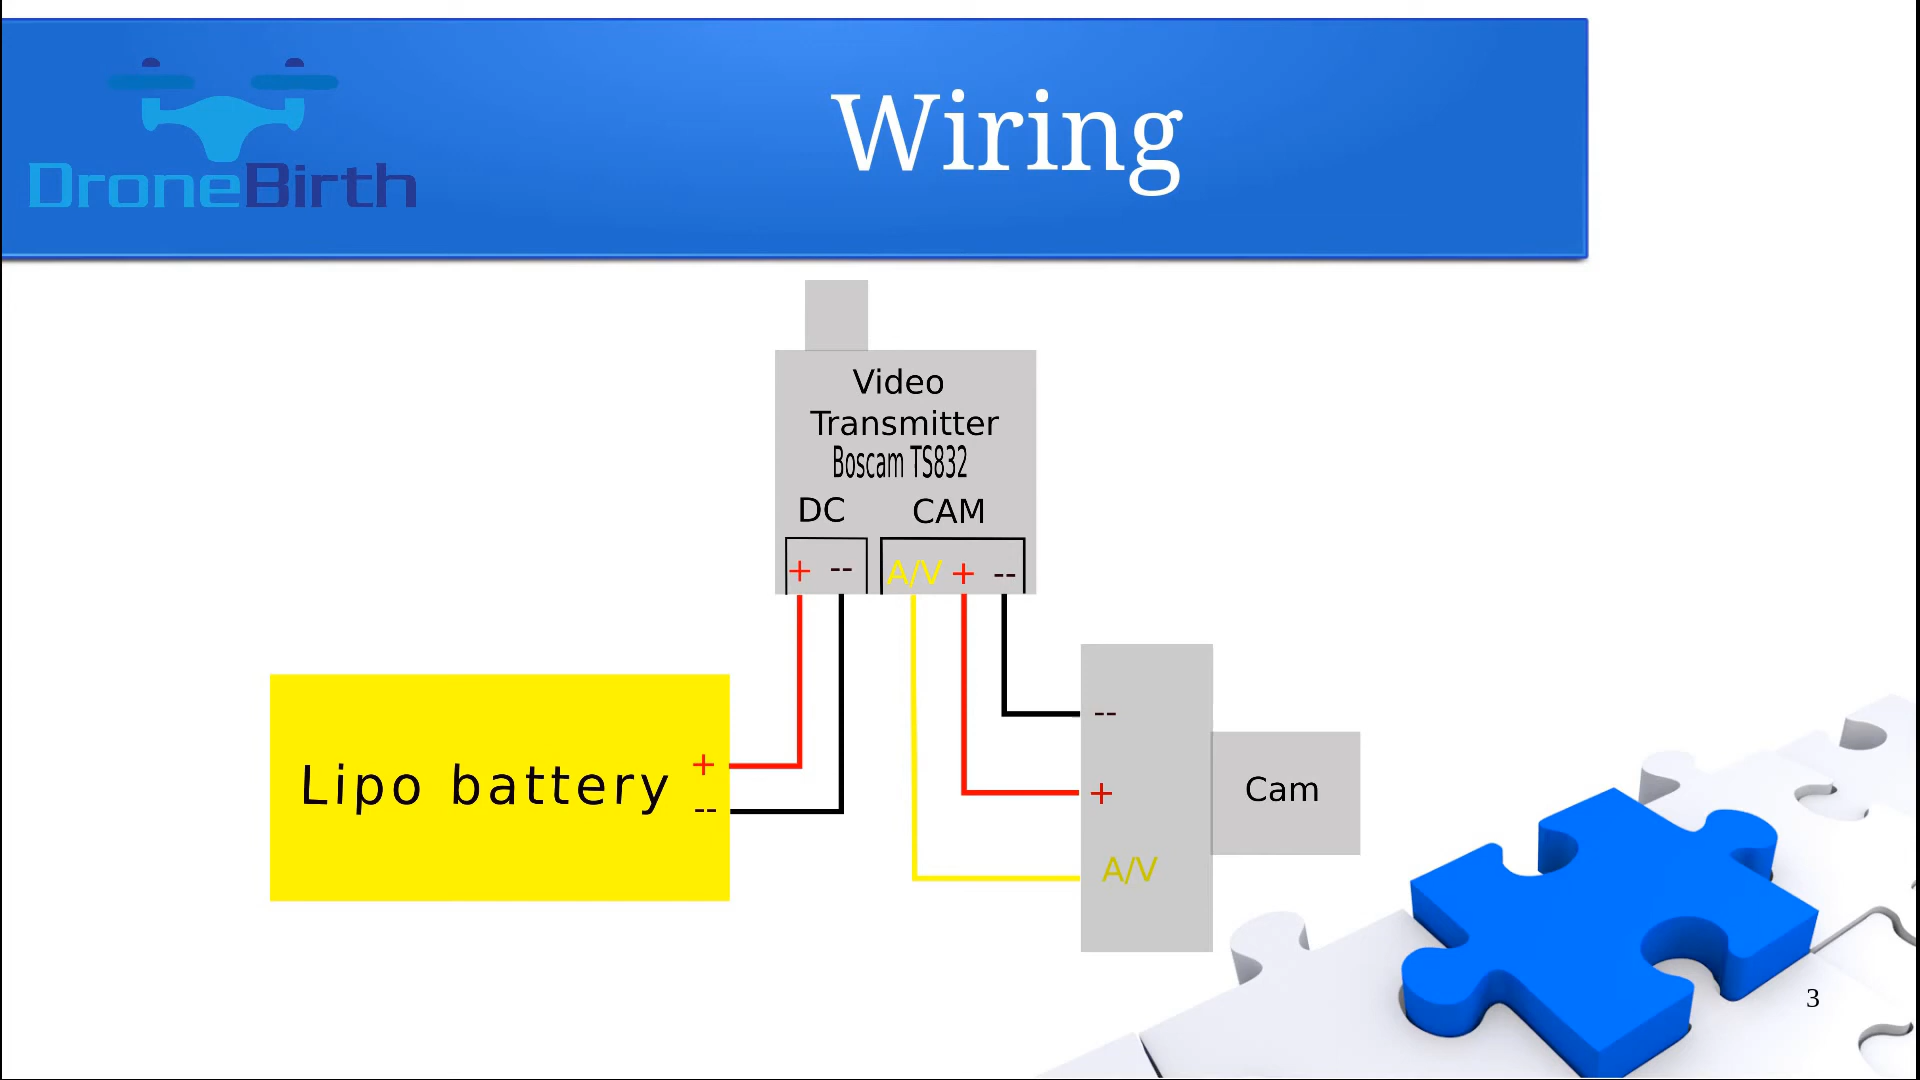 DroneBirth
Wiring
Video
Transmitter
Boscam TS832
DC CAM
+ -- A/V + --
--
Lipo battery + --
+
Cam
A/V
3